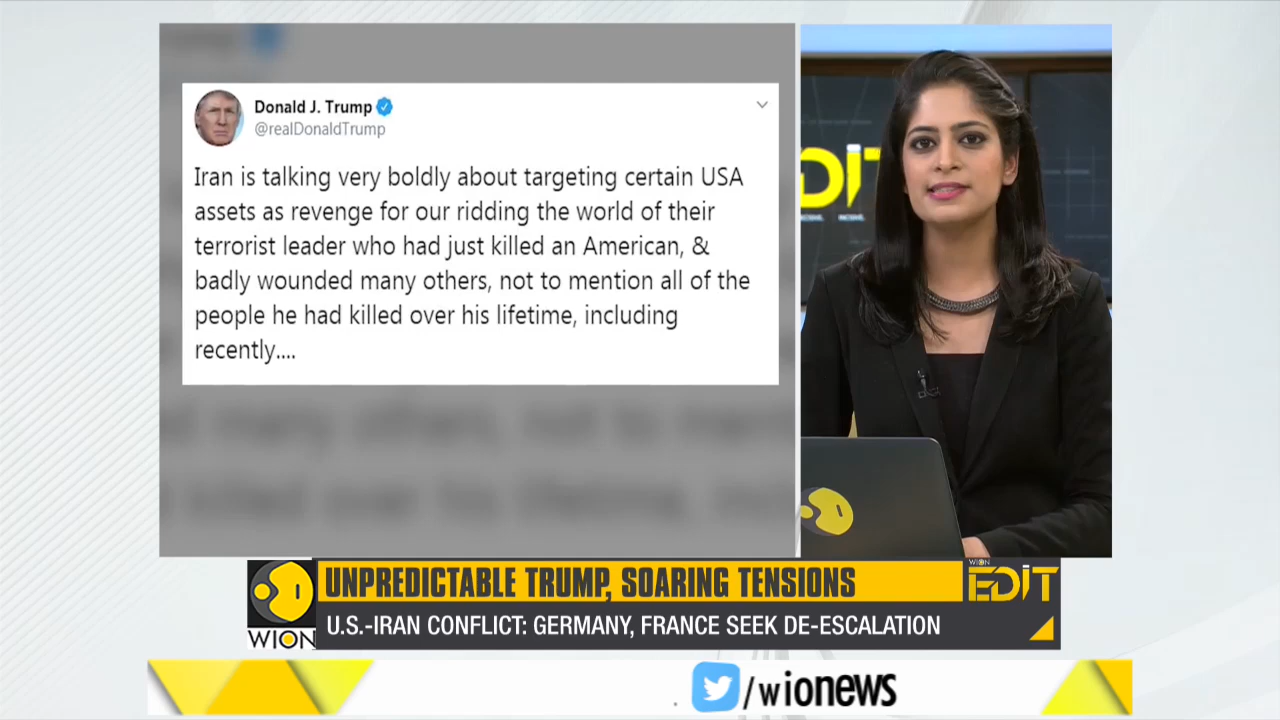 Donald J. Trump
@realDonaldTrump
Iran is talking very boldly about targeting certain USA
assets as revenge for our ridding the world of their
terrorist leader who had just killed an American, &
badly wounded many others, not to mention all of the
people he had killed over his lifetime, including
recently....
EDIT
UNPREDICTABLE TRUMP, SOARING TENSIONS
WION
EDIT
WION
U.S.-IRAN CONFLICT: GERMANY, FRANCE SEEK DE-ESCALATION
/wionews